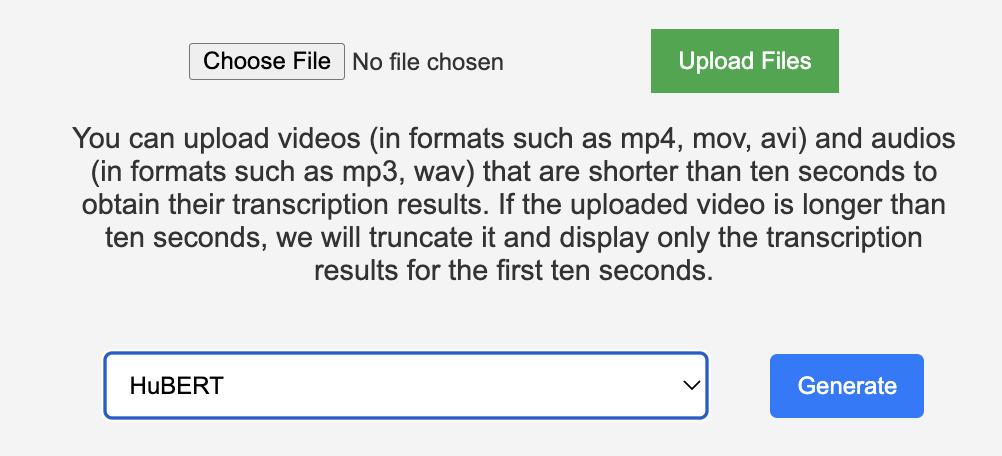 Choose File No file chosen Upload Files
You can upload videos (in formats such as mp4, mov, avi) and audios
(in formats such as mp3, wav) that are shorter than ten seconds to
obtain their transcription results. If the uploaded video is longer than
ten seconds, we will truncate it and display only the transcription
results for the first ten seconds.
HuBERT Generate